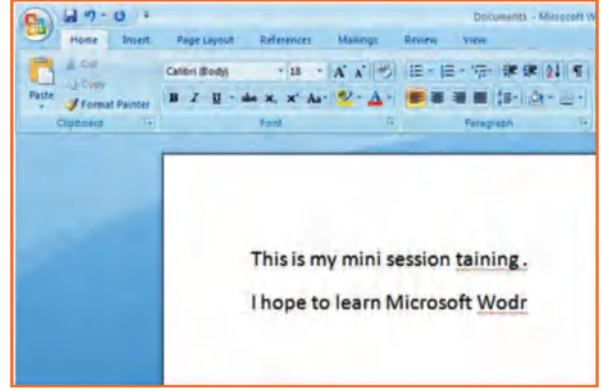 Document1 - Microsoft W
Home Insert Page Layout References Mailings Review View
Cut
Calibri (Body) 18
Copy
Paste
Format Painter
Clipboard Font Paragraph
This is my mini session taining .
I hope to learn Microsoft Wodr